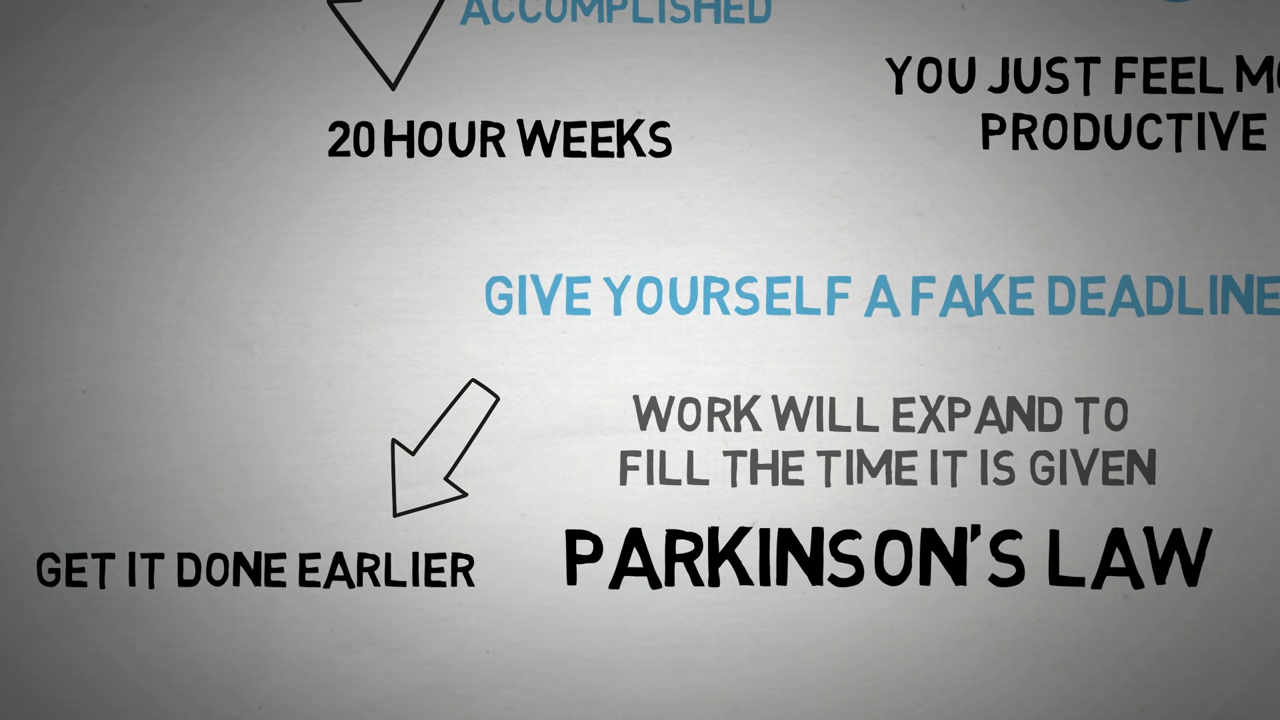 ACCOMPLISHED
YOU JUST FEEL
PRODUCTIVE
20 HOUR WEEKS
GIVE YOURSELF A FAKE DEADLINE
WORK WILL EXPAND TO
FILL THE TIME IT IS GIVEN
PARKINSON'S LAW
GET IT DONE EARLIER